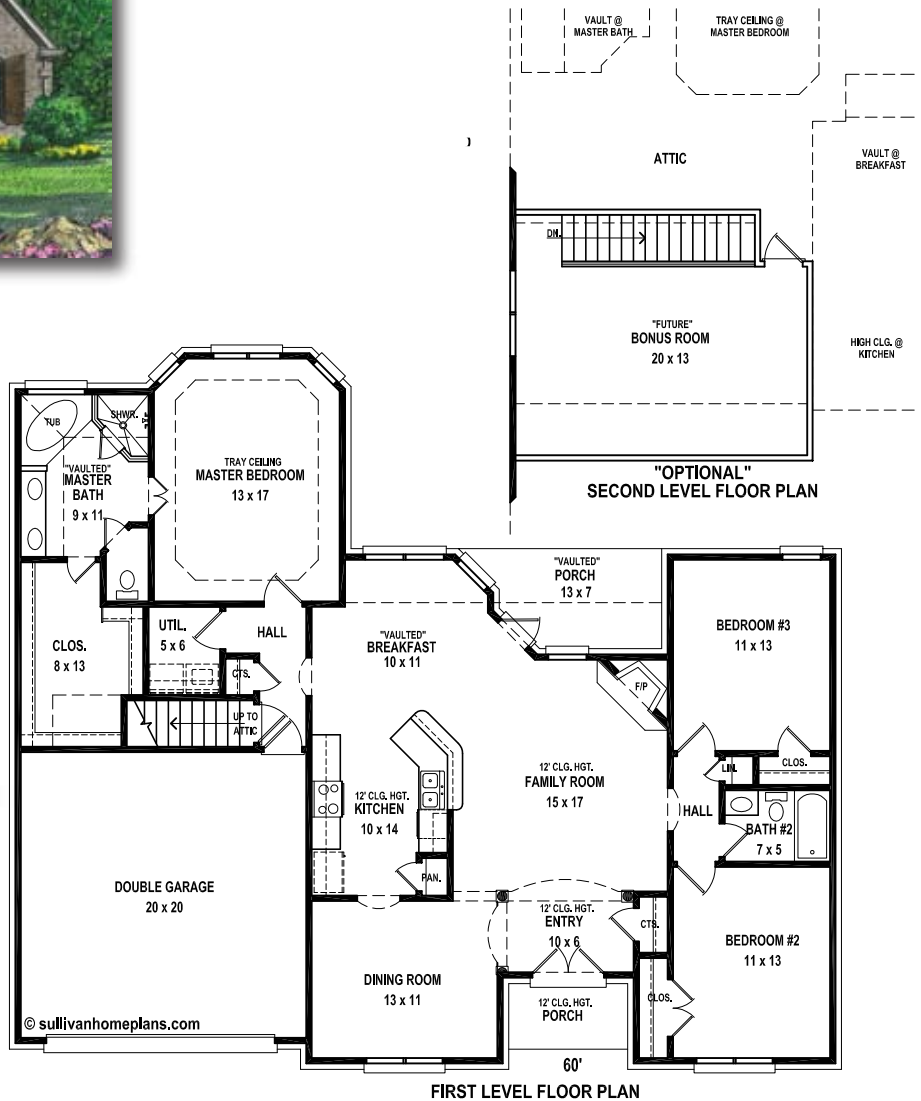 VAULT @
MASTER BATH
TRAY CEILING @
MASTER BEDROOM
ATTIC
VAULT @
BREAKFAST
DN.
"FUTURE"
BONUS ROOM
20 x 13
HIGH CLG. @
KITCHEN
"OPTIONAL"
SECOND LEVEL FLOOR PLAN
TUB
SHWR.
"VAULTED"
MASTER
BATH
9 x 11
TRAY CEILING
MASTER BEDROOM
13 x 17
"VAULTED"
PORCH
13 x 7
CLOS.
8 x 13
UTIL.
5 x 6
HALL
CTS.
UP TO
ATTIC
"VAULTED"
BREAKFAST
10 x 11
F/P
BEDROOM #3
11 x 13
12' CLG. HGT.
KITCHEN
10 x 14
12' CLG. HGT.
FAMILY ROOM
15 x 17
LIN.
CLOS.
HALL
BATH #2
7 x 5
PAN.
DOUBLE GARAGE
20 x 20
12' CLG. HGT.
ENTRY
10 x 6
CTS.
BEDROOM #2
11 x 13
DINING ROOM
13 x 11
CLOS.
12' CLG. HGT.
PORCH
© sullivanhomeplans.com
60'
FIRST LEVEL FLOOR PLAN